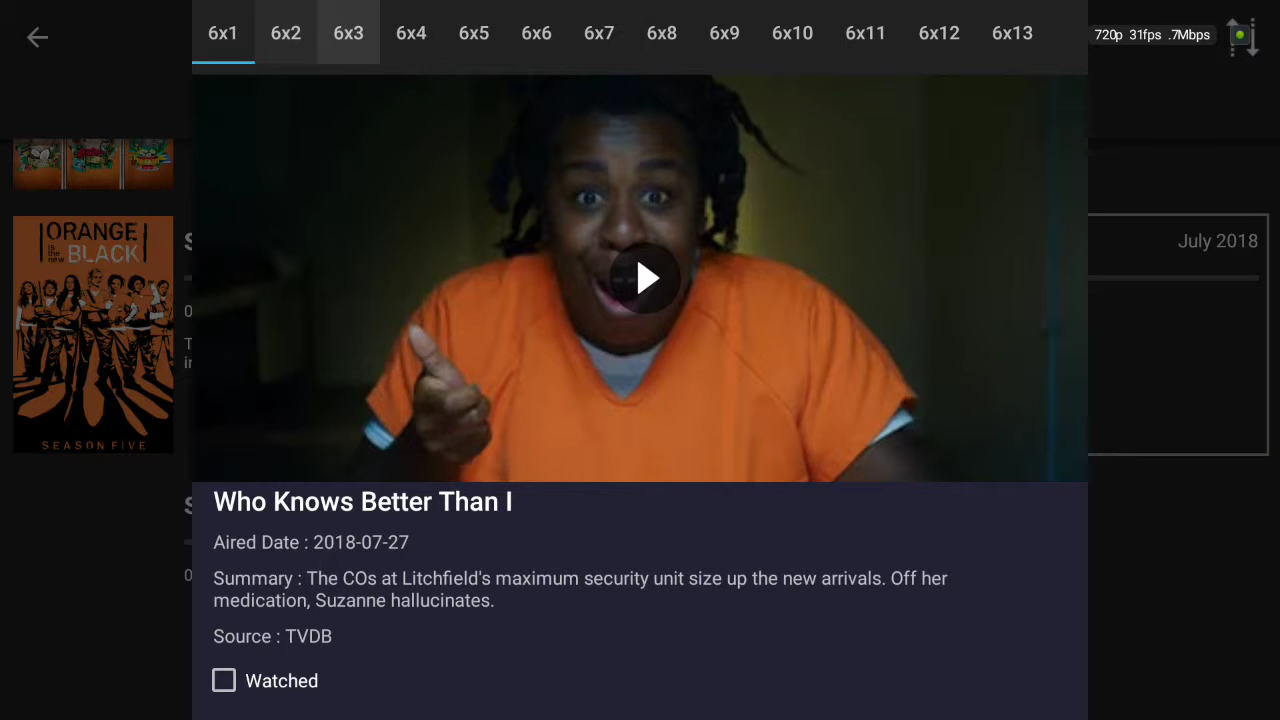 6x1 6x2 6x3 6x4 6x5 6x6 6x7 6x8 6x9 6x10 6x11 6x12 6x13
720p 31fps .7Mbps
ORANGE
is the new BLACK
SEASON FIVE
July 2018
Who Knows Better Than I
Aired Date : 2018-07-27
Summary : The COs at Litchfield's maximum security unit size up the new arrivals. Off her
medication, Suzanne hallucinates.
Source : TVDB
Watched